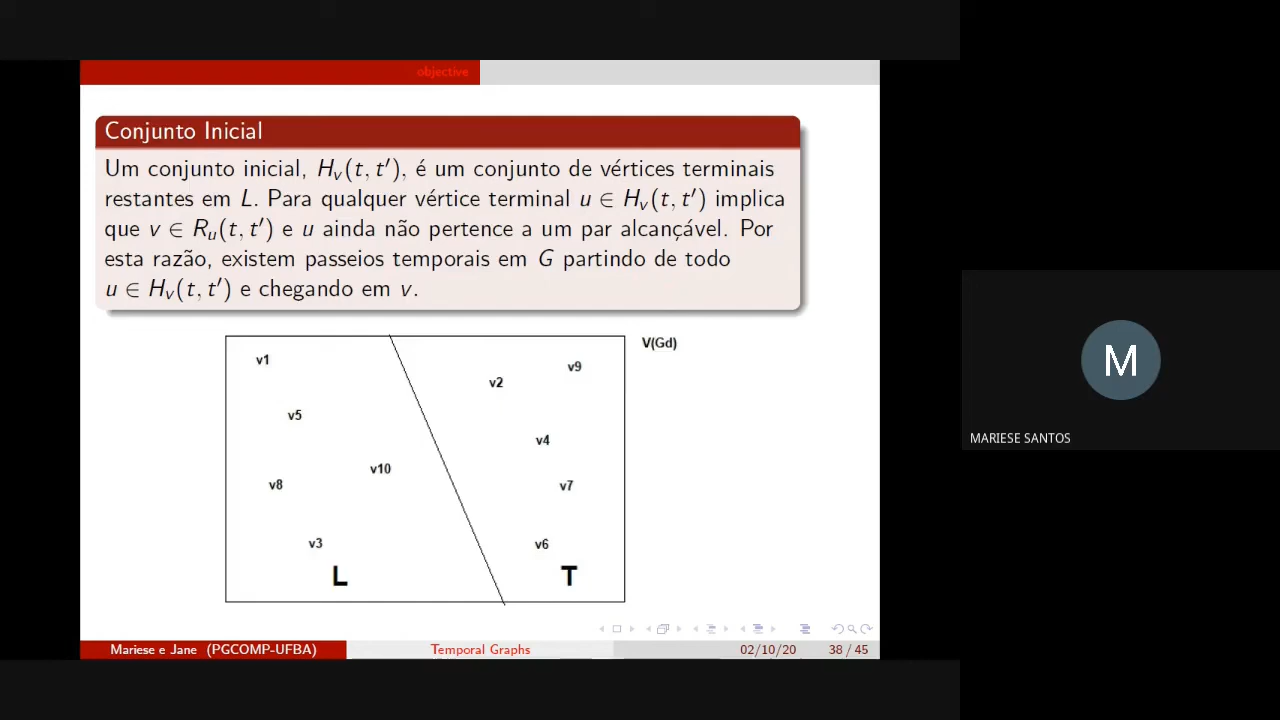 objective
Conjunto Inicial
Um conjunto inicial, H_v(t, t′), é um conjunto de vértices terminais
restantes em L. Para qualquer vértice terminal u ∈ H_v(t, t′) implica
que v ∈ R_u(t, t′) e u ainda não pertence a um par alcançável. Por
esta razão, existem passeios temporais em G partindo de todo
u ∈ H_v(t, t′) e chegando em v.
V(Gd)
v1
v9
v2
v5
v4
v10
v8
v7
v3
v6
L
T
M
MARIESE SANTOS
Mariese e Jane (PGCOMP-UFBA)
Temporal Graphs
02/10/20
38 / 45